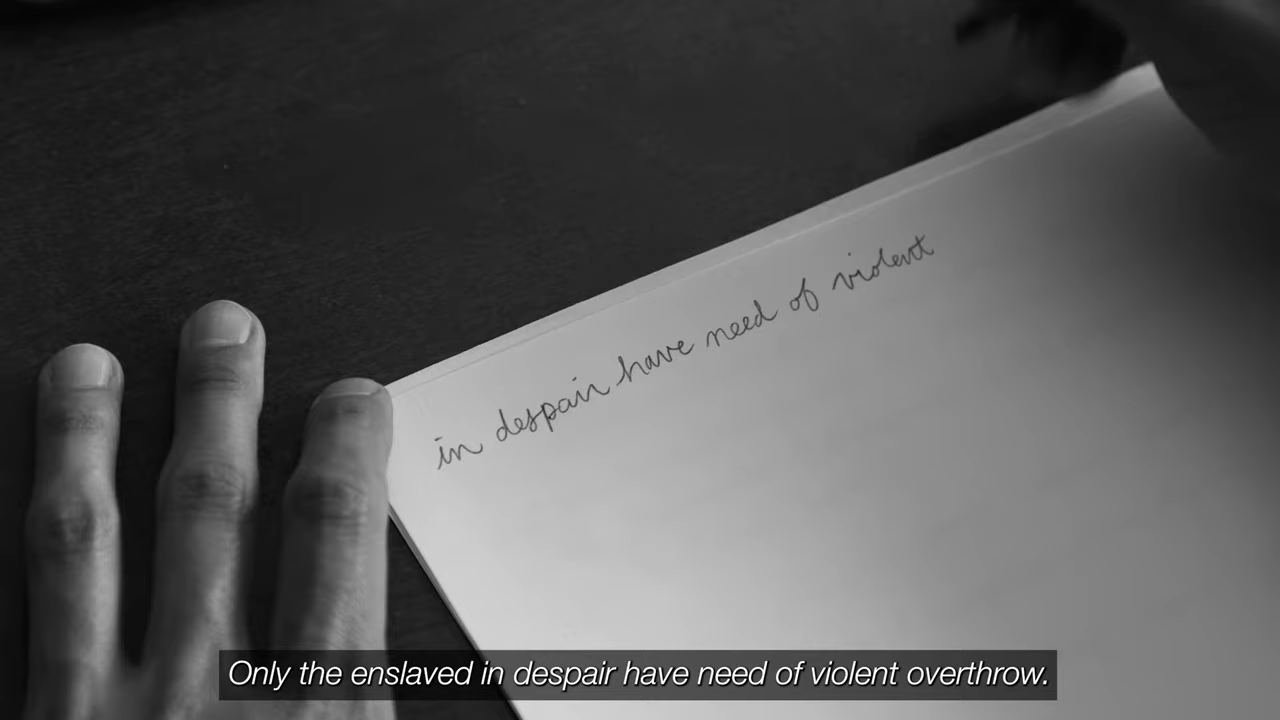 in despair have need of violent
Only the enslaved in despair have need of violent overthrow.